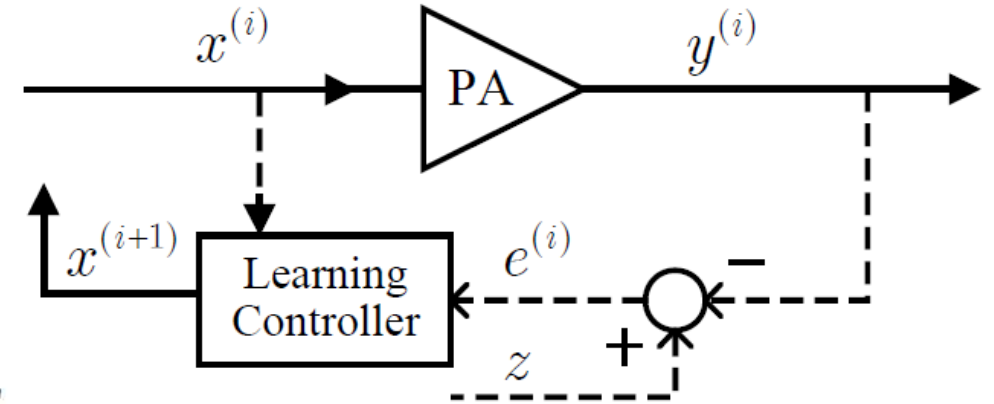 x^{(i)}
PA
y^{(i)}
x^{(i+1)}
Learning
Controller
e^{(i)}
−
+
z